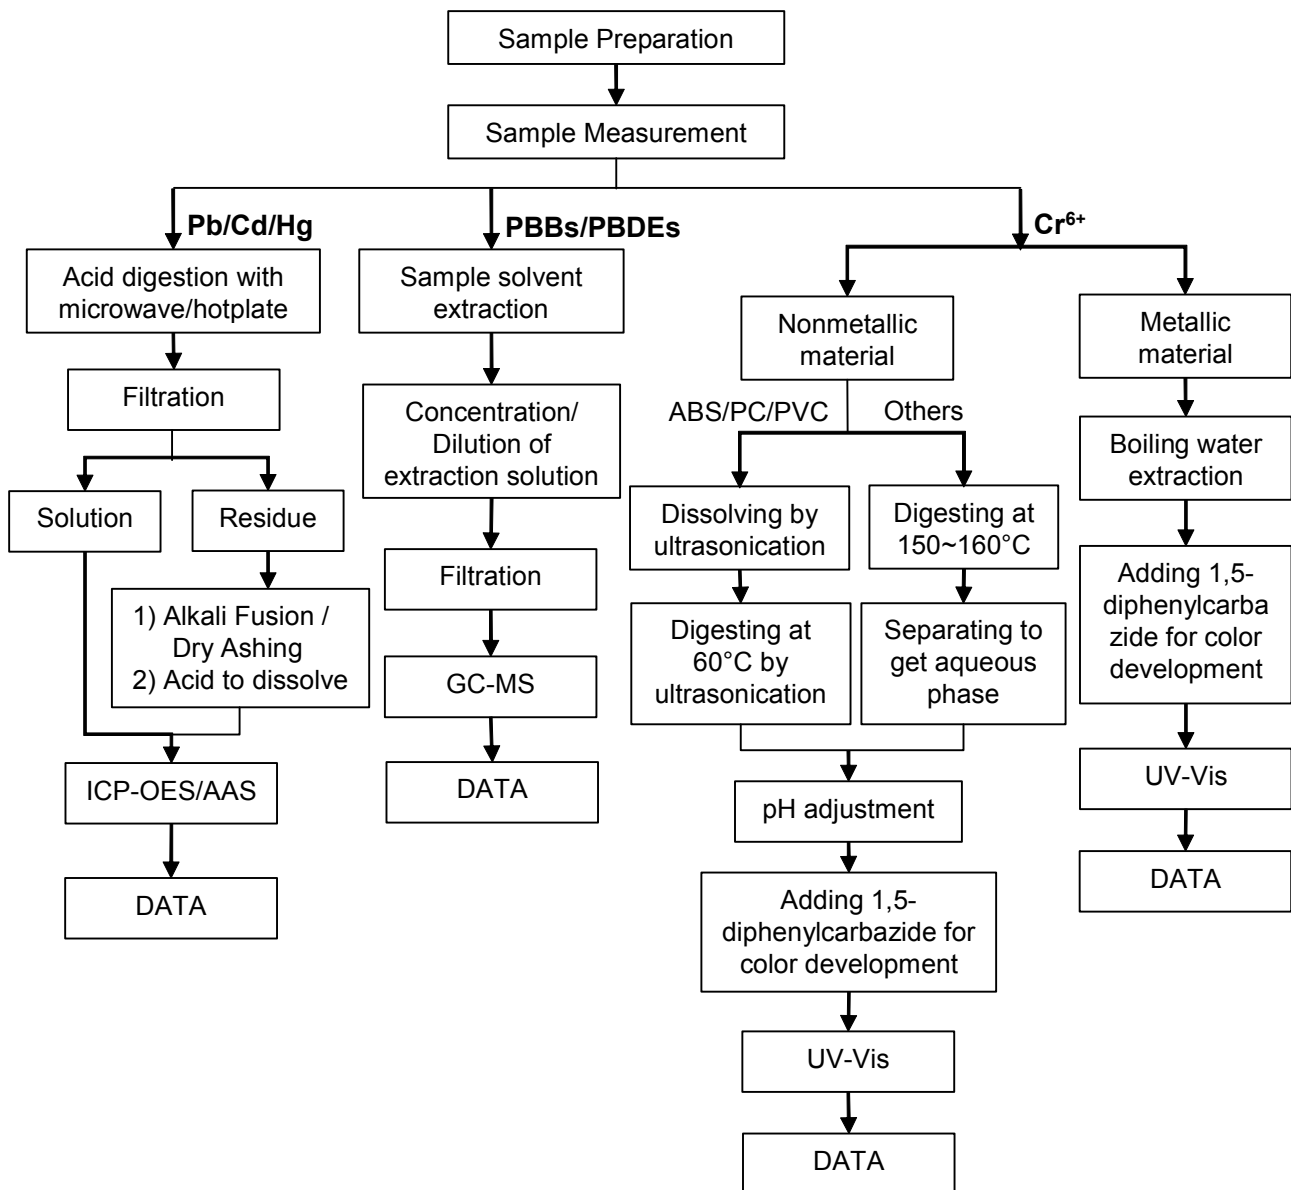 Sample Preparation
Sample Measurement
Pb/Cd/Hg
PBBs/PBDEs
Cr⁶⁺
Acid digestion with
microwave/hotplate
Filtration
Solution
Residue
1) Alkali Fusion /
Dry Ashing
2) Acid to dissolve
ICP-OES/AAS
DATA
Sample solvent
extraction
Concentration/
Dilution of
extraction solution
Filtration
GC-MS
DATA
Nonmetallic
material
ABS/PC/PVC
Others
Dissolving by
ultrasonication
Digesting at
60°C by
ultrasonication
Digesting at
150~160°C
Separating to
get aqueous
phase
pH adjustment
Adding 1,5-
diphenylcarbazide for
color development
UV-Vis
DATA
Metallic
material
Boiling water
extraction
Adding 1,5-
diphenylcarba
zide for color
development
UV-Vis
DATA